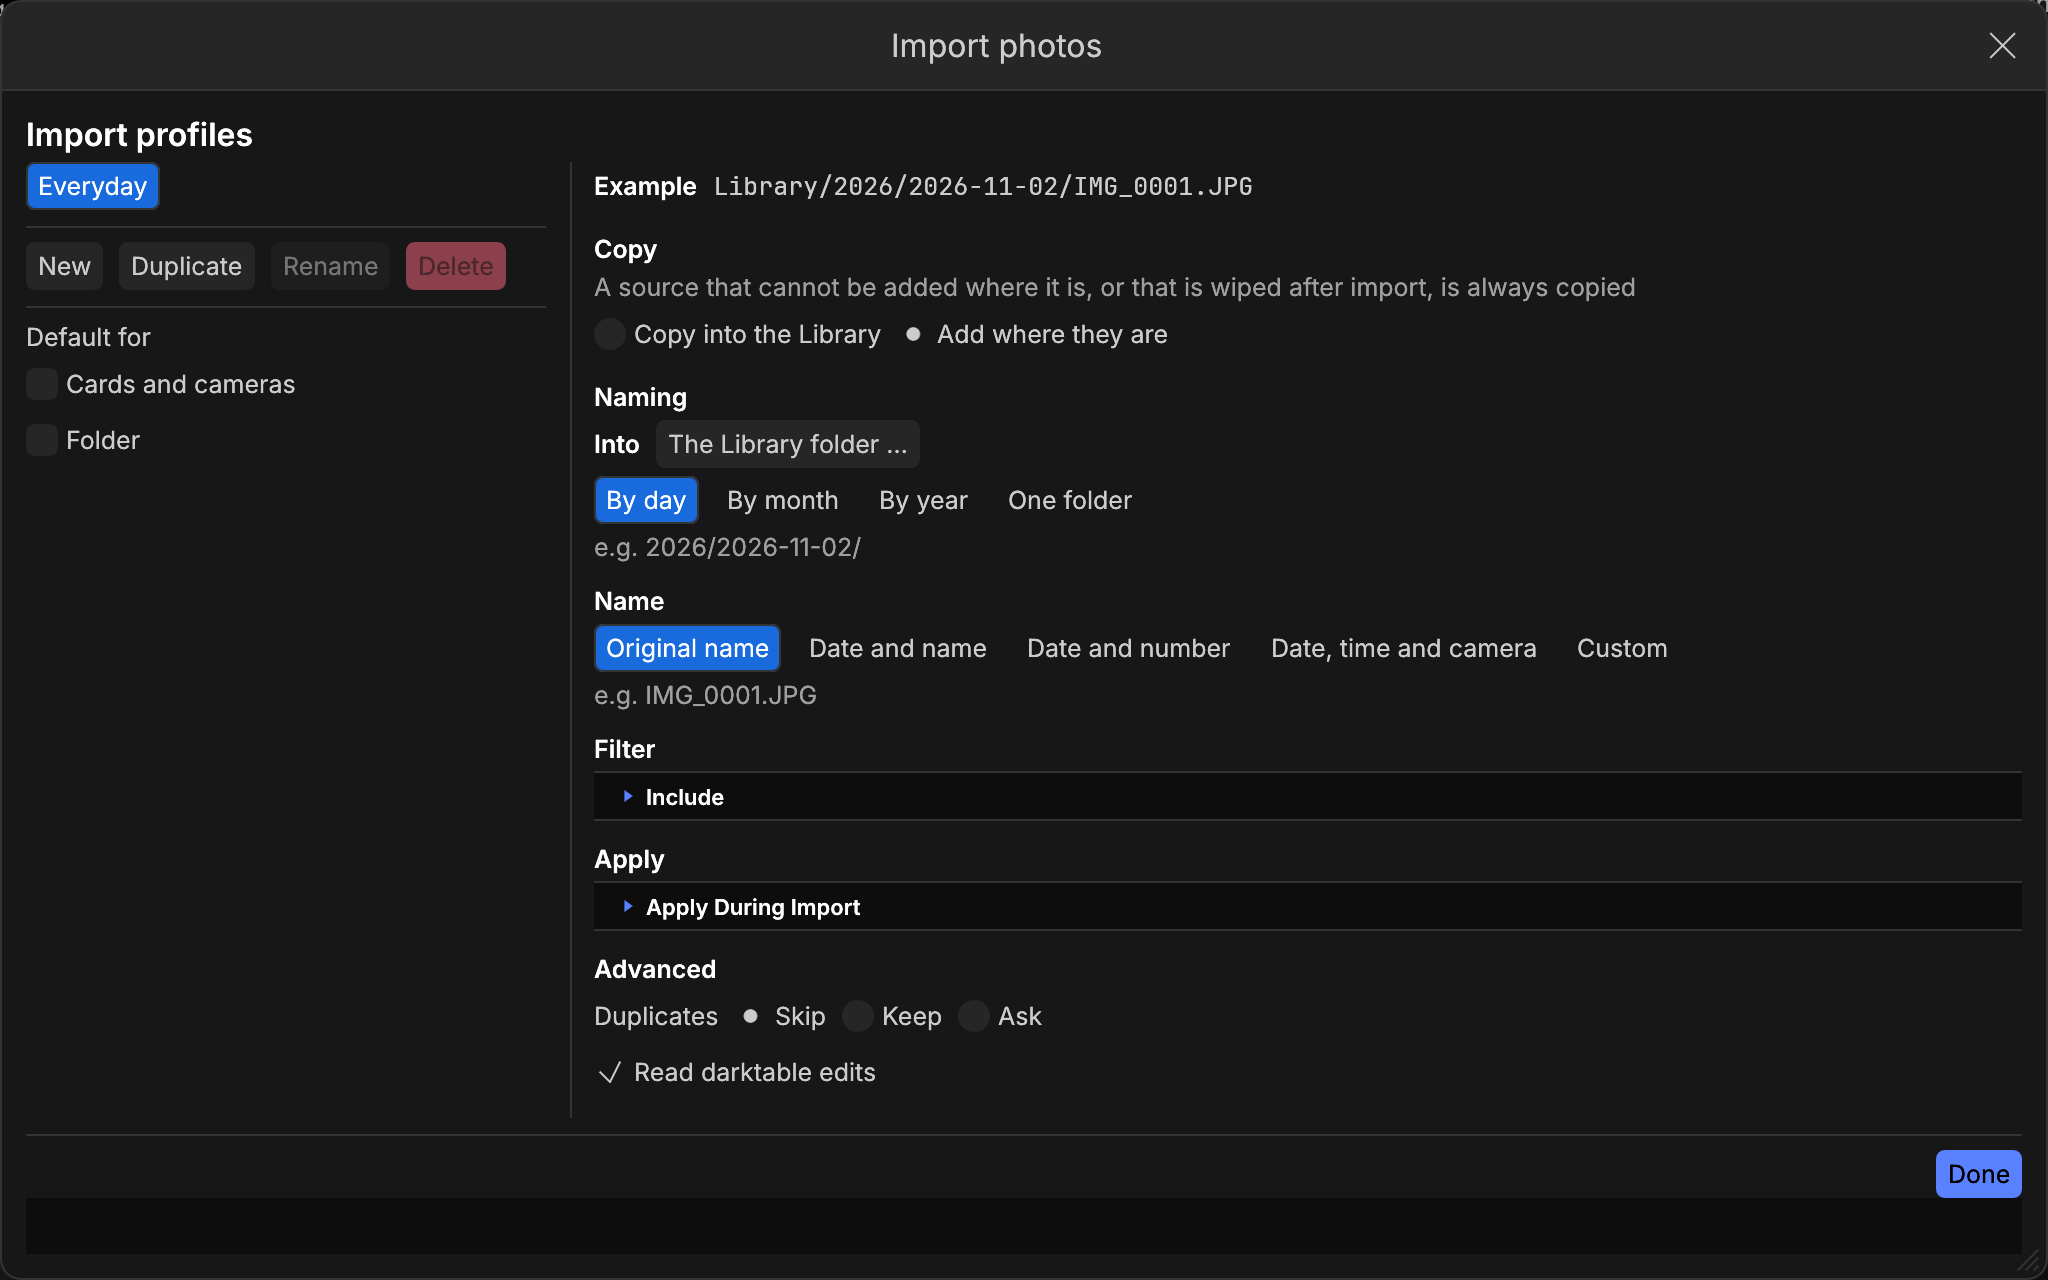 Import photos
Import profiles
Everyday
New Duplicate Rename Delete
Default for
Cards and cameras
Folder
Example Library/2026/2026-11-02/IMG_0001.JPG
Copy
A source that cannot be added where it is, or that is wiped after import, is always copied
Copy into the Library Add where they are
Naming
Into The Library folder ...
By day By month By year One folder
e.g. 2026/2026-11-02/
Name
Original name Date and name Date and number Date, time and camera Custom
e.g. IMG_0001.JPG
Filter
Include
Apply
Apply During Import
Advanced
Duplicates Skip Keep Ask
Read darktable edits
Done